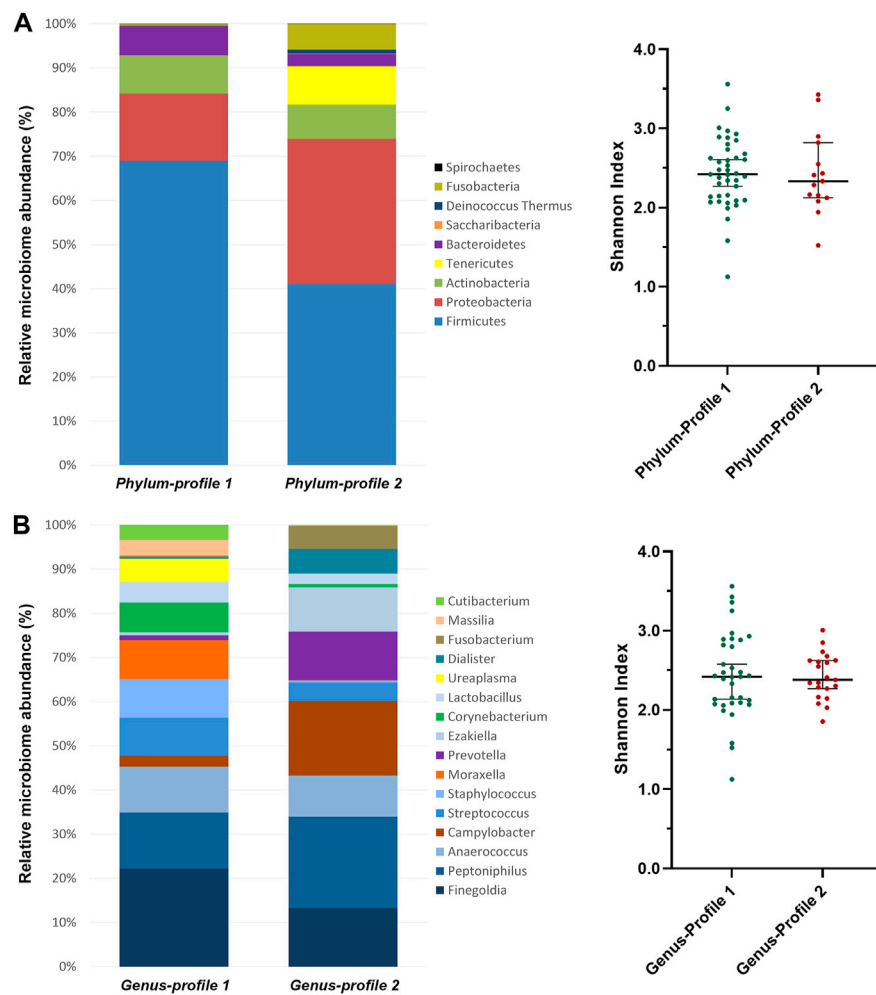 A
Relative microbiome abundance (%)
100%
90%
80%
70%
60%
50%
40%
30%
20%
10%
0%
Phylum-profile 1
Phylum-profile 2
Spirochaetes
Fusobacteria
Deinococcus Thermus
Saccharibacteria
Bacteroidetes
Tenericutes
Actinobacteria
Proteobacteria
Firmicutes
Shannon Index
4.0
3.0
2.0
1.0
0.0
Phylum-Profile 1
Phylum-Profile 2
B
Relative microbiome abundance (%)
100%
90%
80%
70%
60%
50%
40%
30%
20%
10%
0%
Genus-profile 1
Genus-profile 2
Cutibacterium
Massilia
Fusobacterium
Dialister
Ureaplasma
Lactobacillus
Corynebacterium
Ezakiella
Prevotella
Moraxella
Staphylococcus
Streptococcus
Campylobacter
Anaerococcus
Peptoniphilus
Finegoldia
Shannon Index
4.0
3.0
2.0
1.0
0.0
Genus-Profile 1
Genus-Profile 2